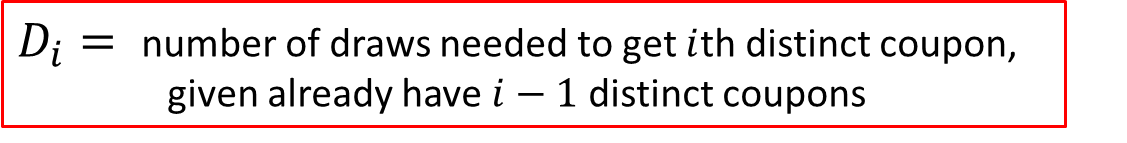 D_i = number of draws needed to get ith distinct coupon,
given already have i − 1 distinct coupons